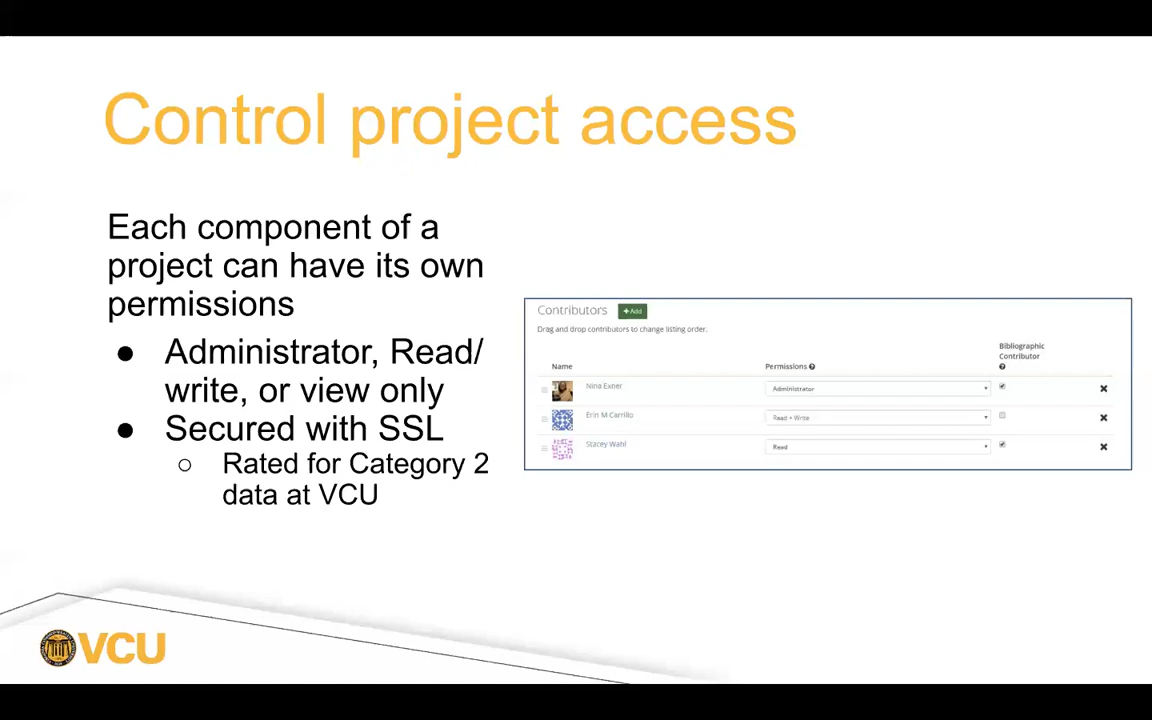 Control project access
Each component of a
project can have its own
permissions
● Administrator, Read/
write, or view only
● Secured with SSL
○ Rated for Category 2
data at VCU
Contributors +Add
Drag and drop contributors to change listing order.
Bibliographic
Contributor
Name Permissions
Nina Exner Administrator
Erin M Carrillo Read + Write
Stacey Wahl Read
VCU